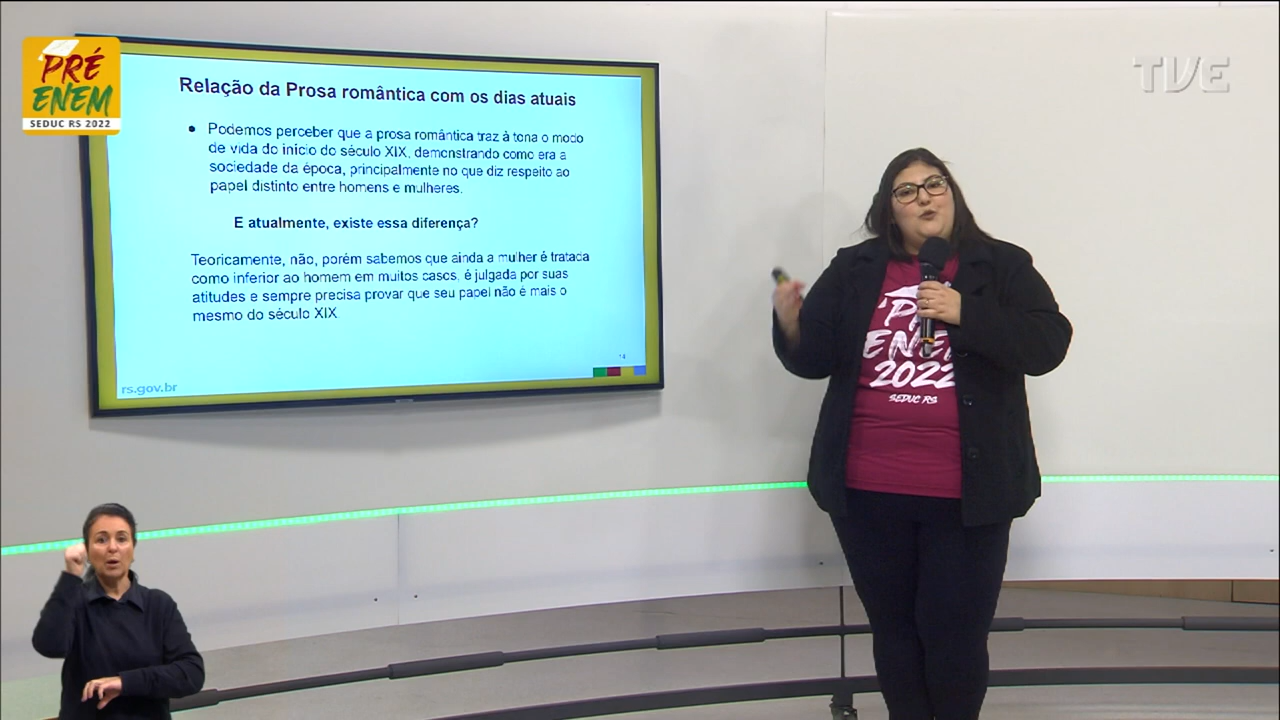 PRÉ
ENEM
SEDUC RS 2022
TVE
Relação da Prosa romântica com os dias atuais
• Podemos perceber que a prosa romântica traz à tona o modo
de vida do início do século XIX, demonstrando como era a
sociedade da época, principalmente no que diz respeito ao
papel distinto entre homens e mulheres.
E atualmente, existe essa diferença?
Teoricamente, não, porém sabemos que ainda a mulher é tratada
como inferior ao homem em muitos casos, é julgada por suas
atitudes e sempre precisa provar que seu papel não é mais o
mesmo do século XIX.
rs.gov.br
2022
SEDUC RS